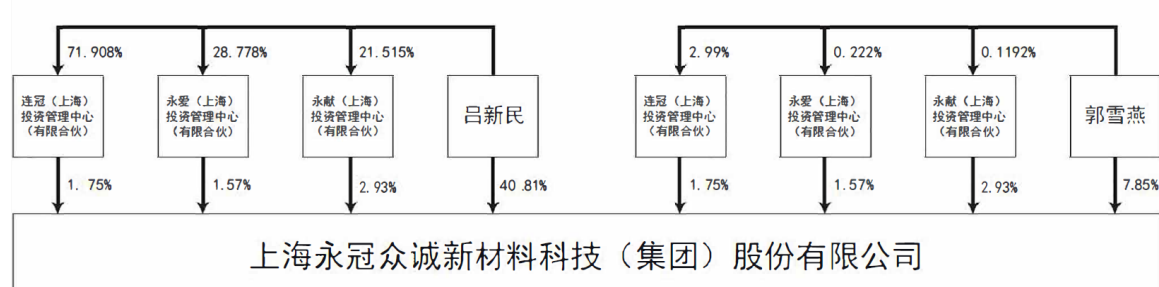 71.908%
28.778%
21.515%
2.99%
0.222%
0.1192%
连冠（上海）
投资管理中心
（有限合伙）
永爱（上海）
投资管理中心
（有限合伙）
永献（上海）
投资管理中心
（有限合伙）
吕新民
连冠（上海）
投资管理中心
（有限合伙）
永爱（上海）
投资管理中心
（有限合伙）
永献（上海）
投资管理中心
（有限合伙）
郭雪燕
1. 75%
1.57%
2.93%
40.81%
1.75%
1.57%
2.93%
7.85%
上海永冠众诚新材料科技（集团）股份有限公司